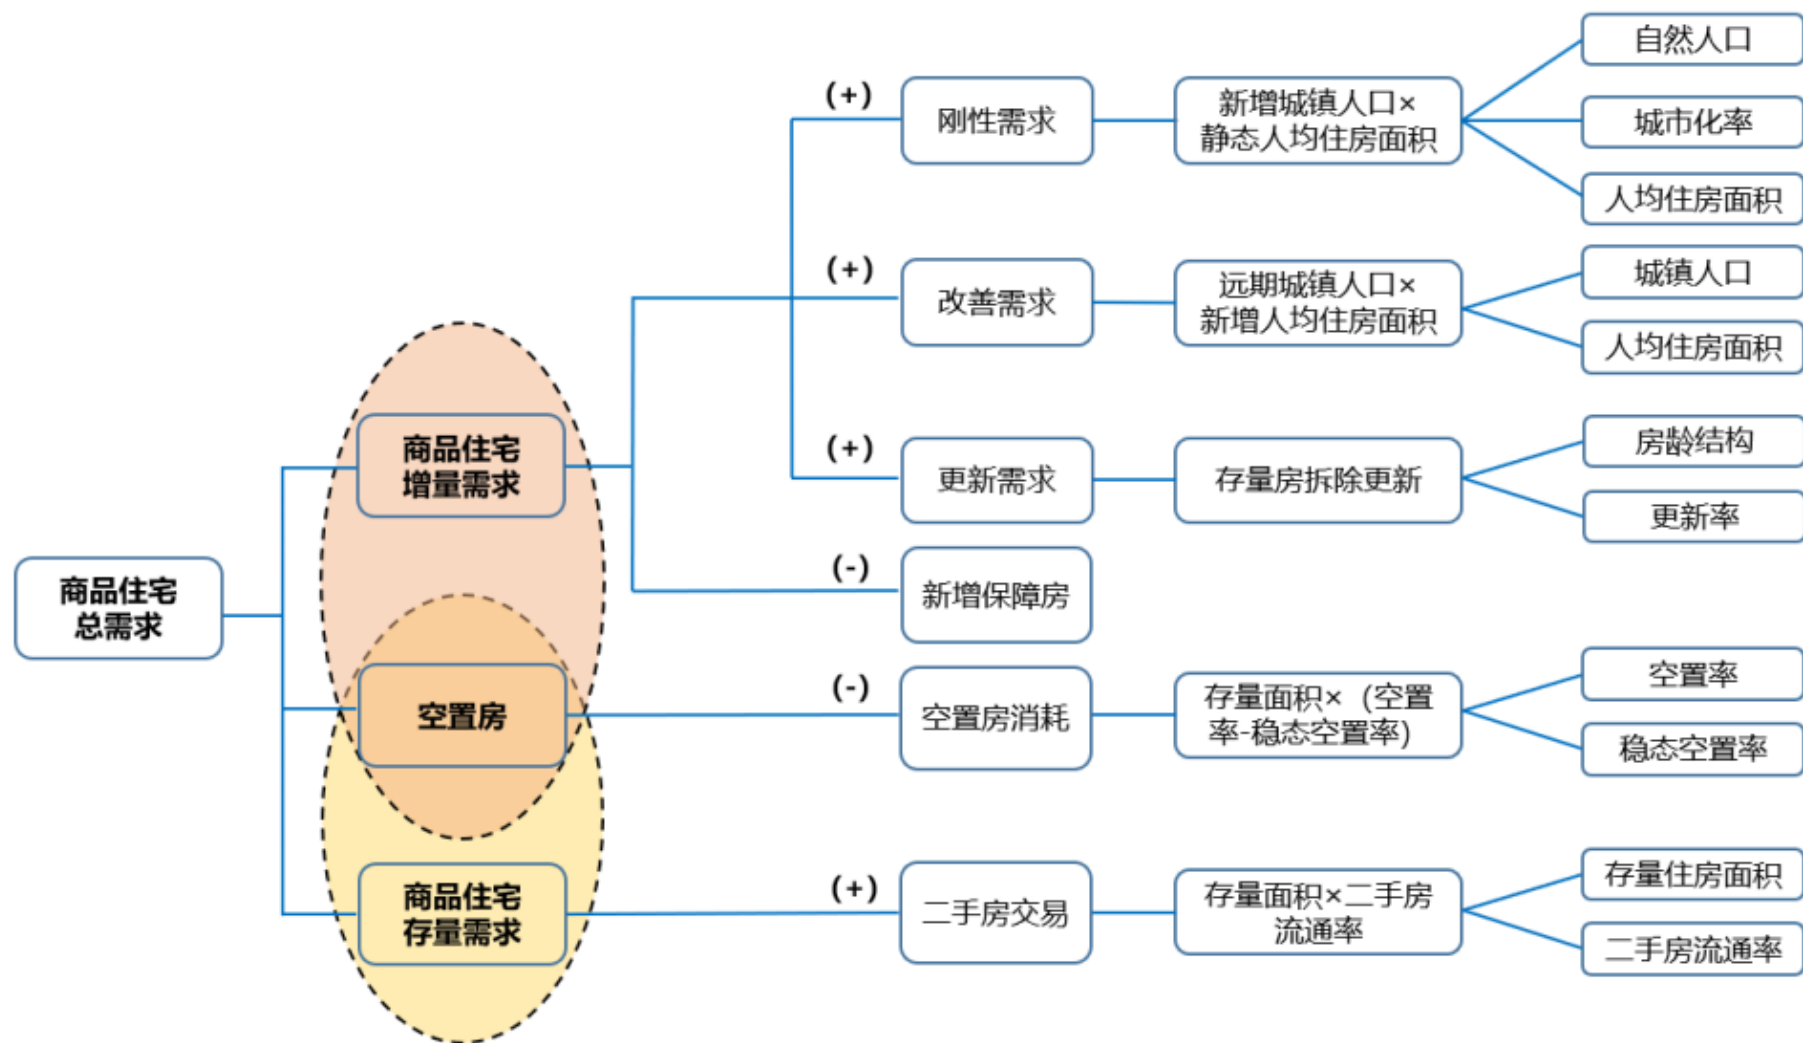 商品住宅
总需求
商品住宅
增量需求
空置房
商品住宅
存量需求
(+)
刚性需求
新增城镇人口×
静态人均住房面积
自然人口
城市化率
人均住房面积
(+)
改善需求
远期城镇人口×
新增人均住房面积
城镇人口
人均住房面积
(+)
更新需求
存量房拆除更新
房龄结构
更新率
(-)
新增保障房
(-)
空置房消耗
存量面积×（空置
率-稳态空置率）
空置率
稳态空置率
(+)
二手房交易
存量面积×二手房
流通率
存量住房面积
二手房流通率